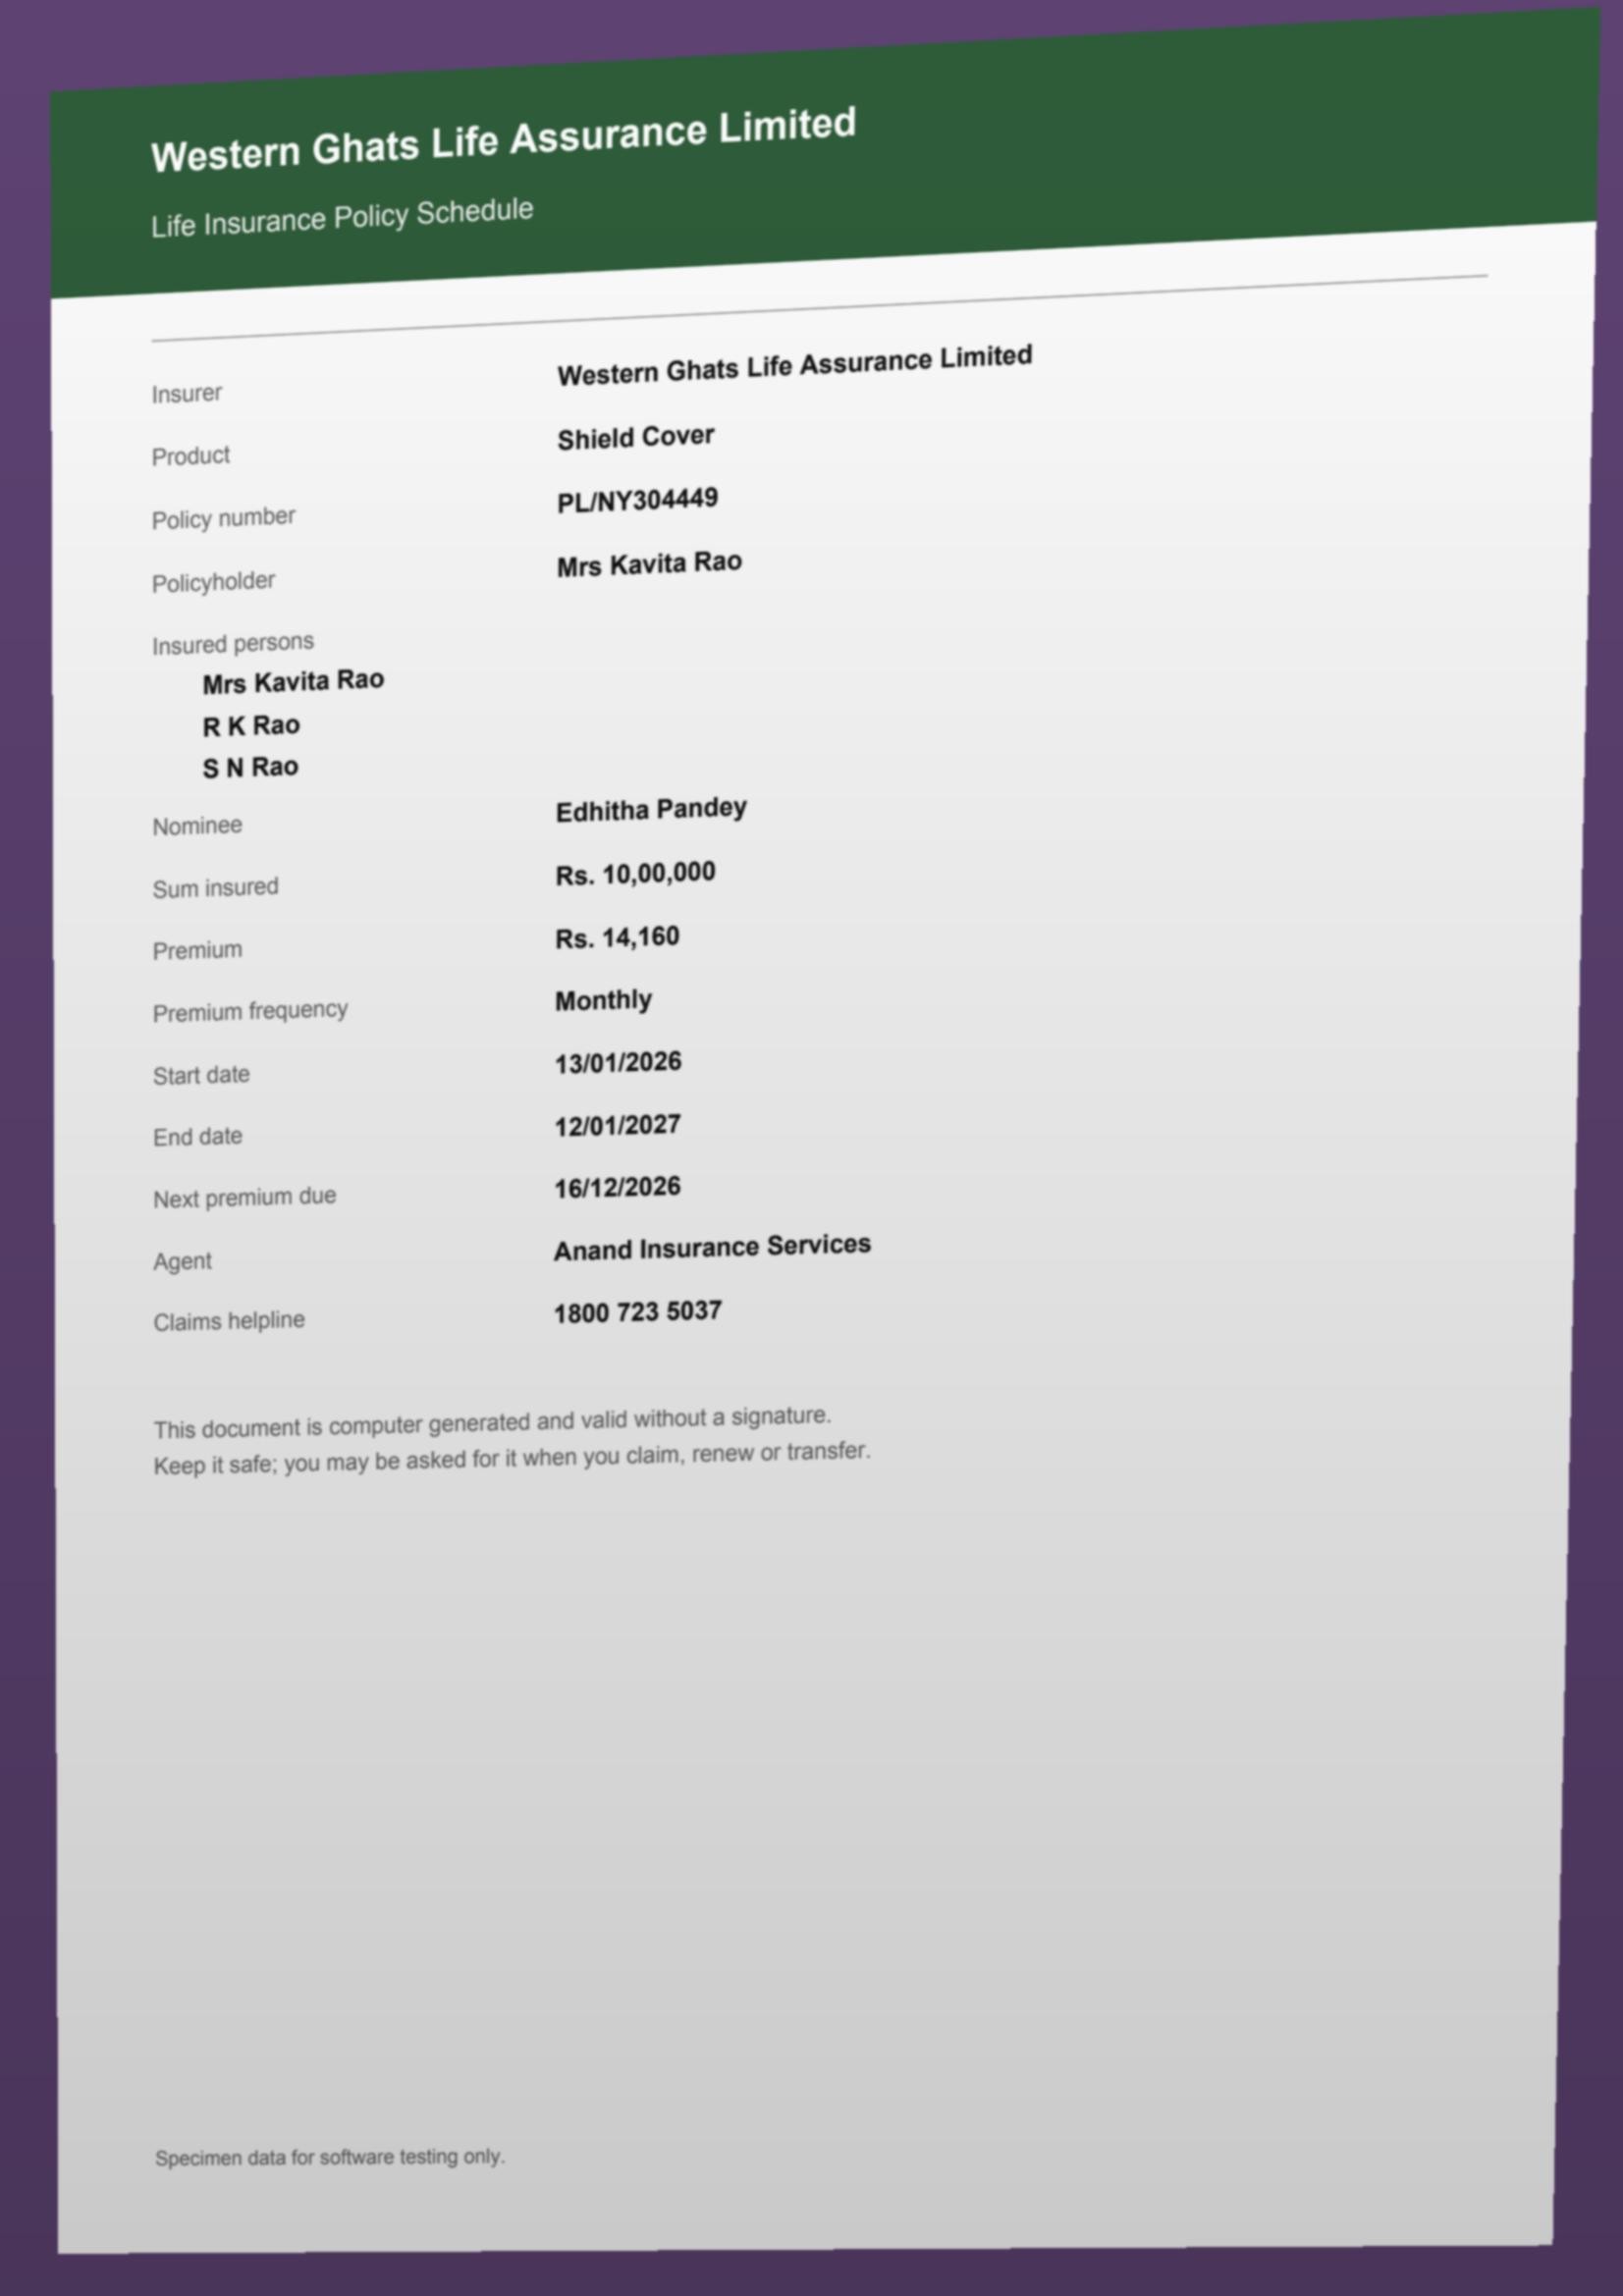 Western Ghats Life Assurance Limited
Life Insurance Policy Schedule
Insurer Western Ghats Life Assurance Limited
Product Shield Cover
Policy number PL/NY304449
Policyholder Mrs Kavita Rao
Insured persons
Mrs Kavita Rao
R K Rao
S N Rao
Nominee Edhitha Pandey
Sum insured Rs. 10,00,000
Premium Rs. 14,160
Premium frequency Monthly
Start date 13/01/2026
End date 12/01/2027
Next premium due 16/12/2026
Agent Anand Insurance Services
Claims helpline 1800 723 5037
This document is computer generated and valid without a signature.
Keep it safe; you may be asked for it when you claim, renew or transfer.
Specimen data for software testing only.